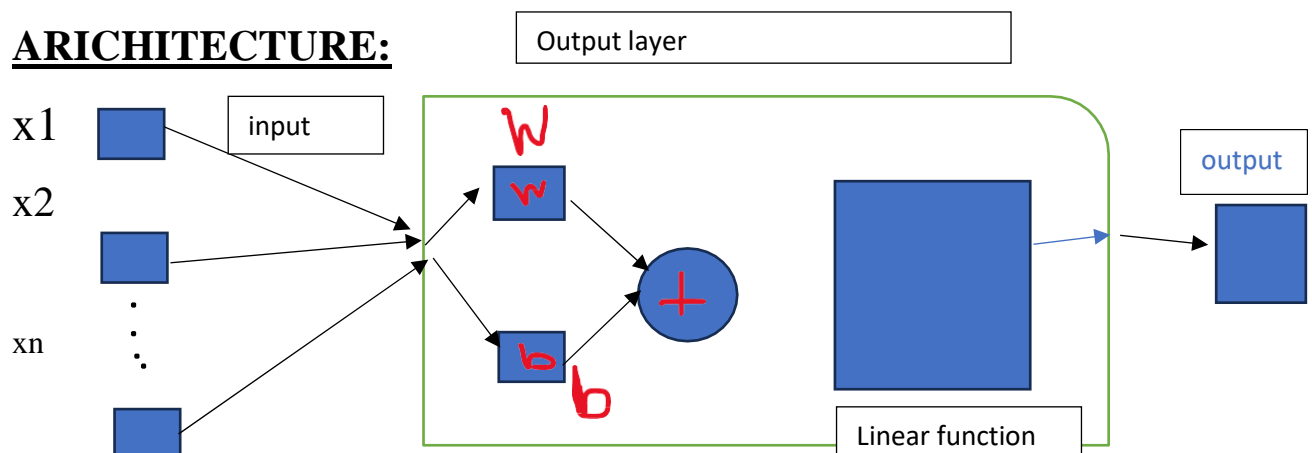 ARICHITECTURE:
Output layer
x1
input
W
w
output
x2
+
xn
b
b
Linear function